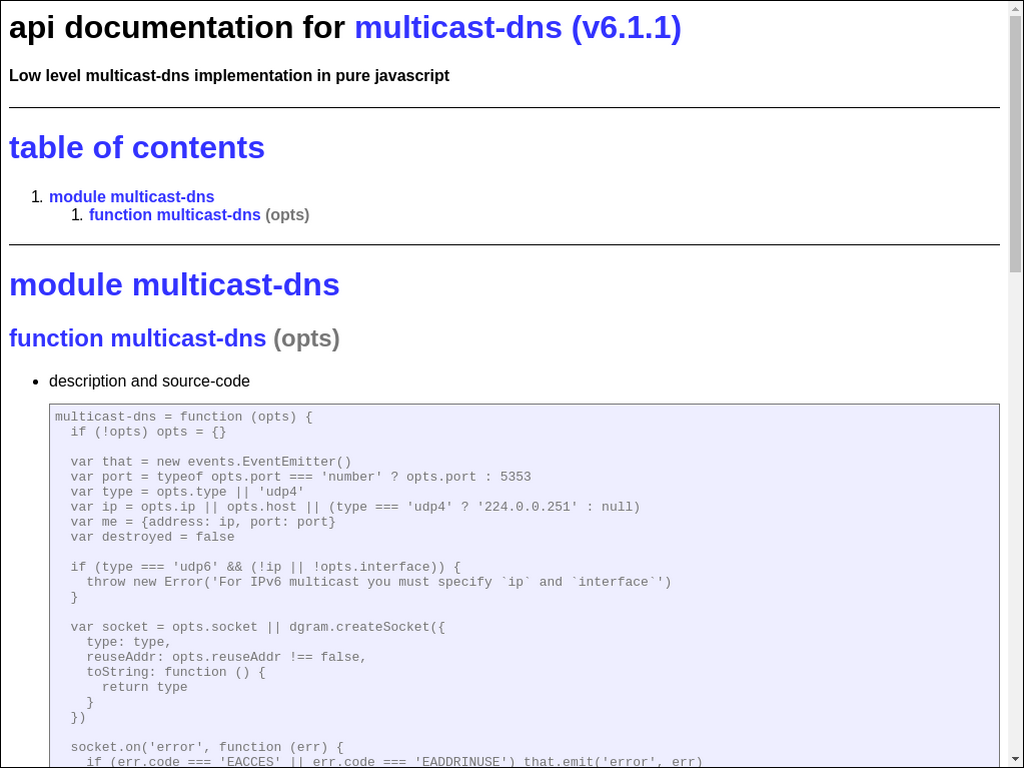 api documentation for multicast-dns (v6.1.1)
Low level multicast-dns implementation in pure javascript
table of contents
1. module multicast-dns
1. function multicast-dns (opts)
module multicast-dns
function multicast-dns (opts)
• description and source-code
multicast-dns = function (opts) {
  if (!opts) opts = {}
  var that = new events.EventEmitter()
  var port = typeof opts.port === 'number' ? opts.port : 5353
  var type = opts.type || 'udp4'
  var ip = opts.ip || opts.host || (type === 'udp4' ? '224.0.0.251' : null)
  var me = {address: ip, port: port}
  var destroyed = false
  if (type === 'udp6' && (!ip || !opts.interface)) {
    throw new Error('For IPv6 multicast you must specify `ip` and `interface`')
  }
  var socket = opts.socket || dgram.createSocket({
    type: type,
    reuseAddr: opts.reuseAddr !== false,
    toString: function () {
      return type
    }
  })
  socket.on('error', function (err) {
    if (err.code === 'EACCES' || err.code === 'EADDRINUSE') that.emit('error', err)